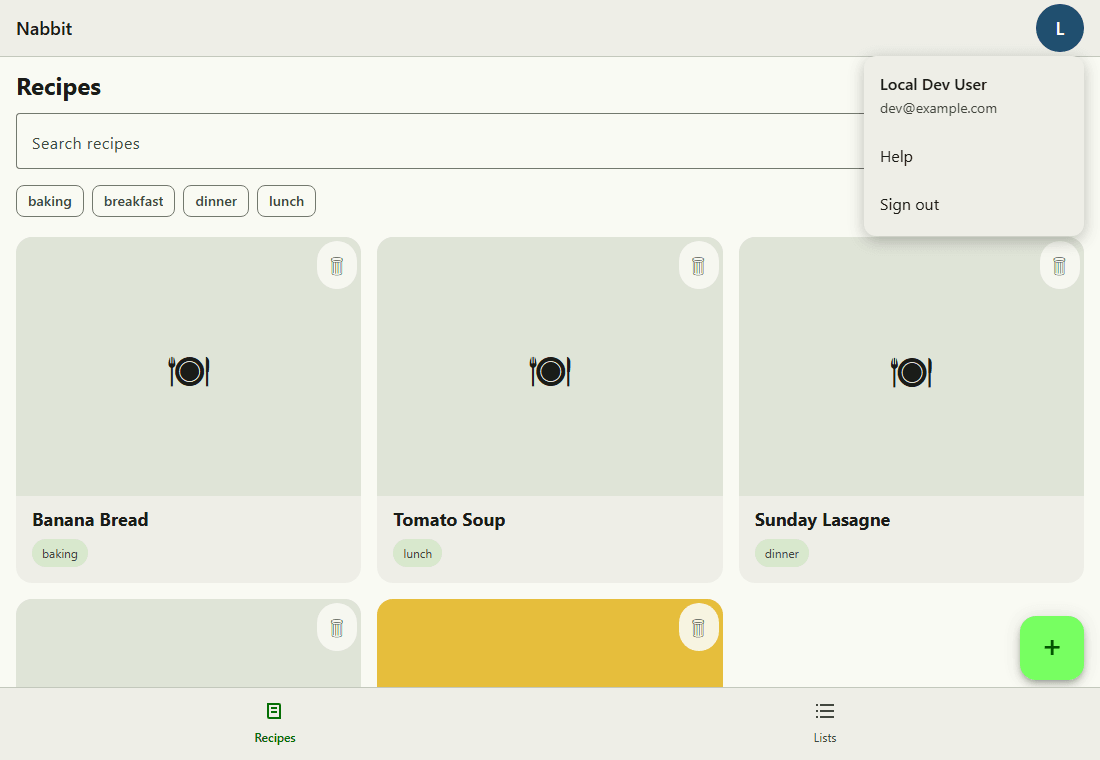 Nabbit
L
Local Dev User
dev@example.com
Help
Sign out
Recipes
Search recipes
baking
breakfast
dinner
lunch
Banana Bread
baking
Tomato Soup
lunch
Sunday Lasagne
dinner
+
Recipes
Lists